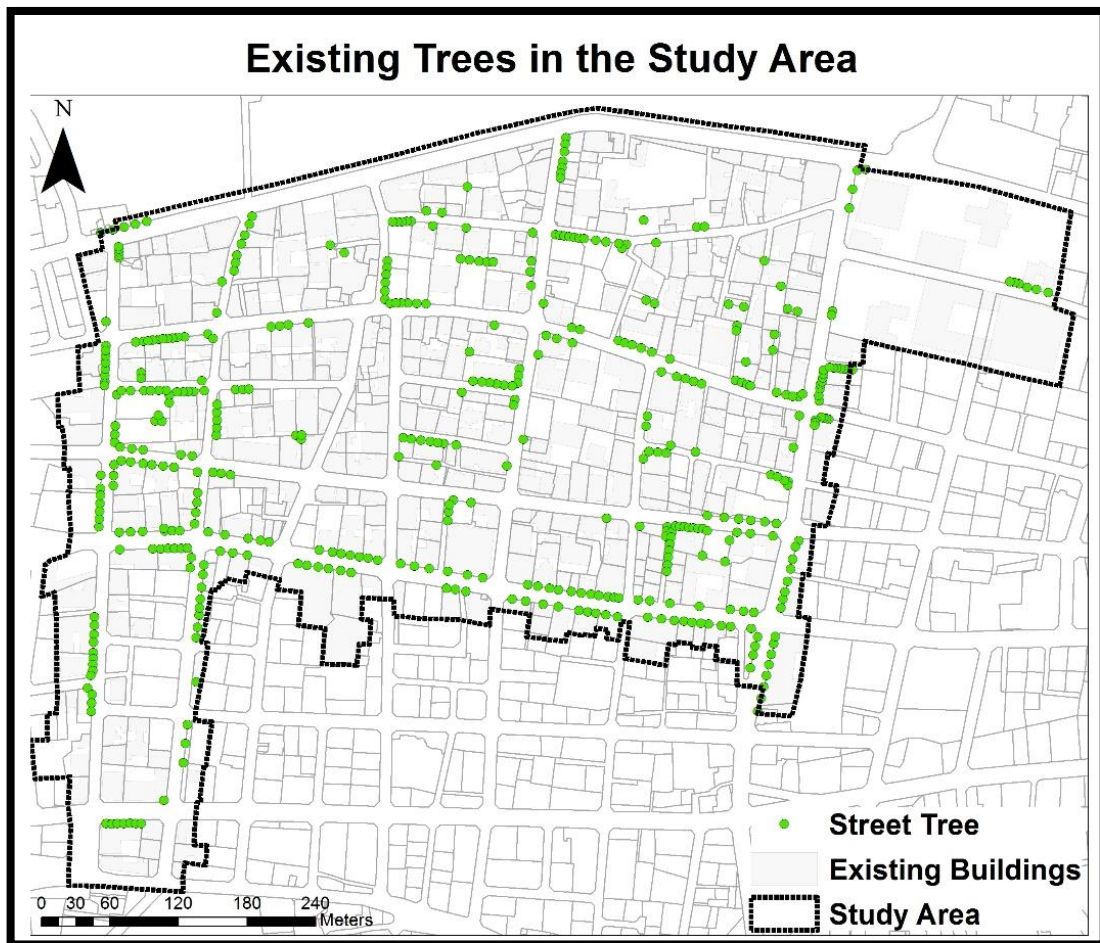 Existing Trees in the Study Area
N
Street Tree
Existing Buildings
Study Area
0 30 60 120 180 240
Meters